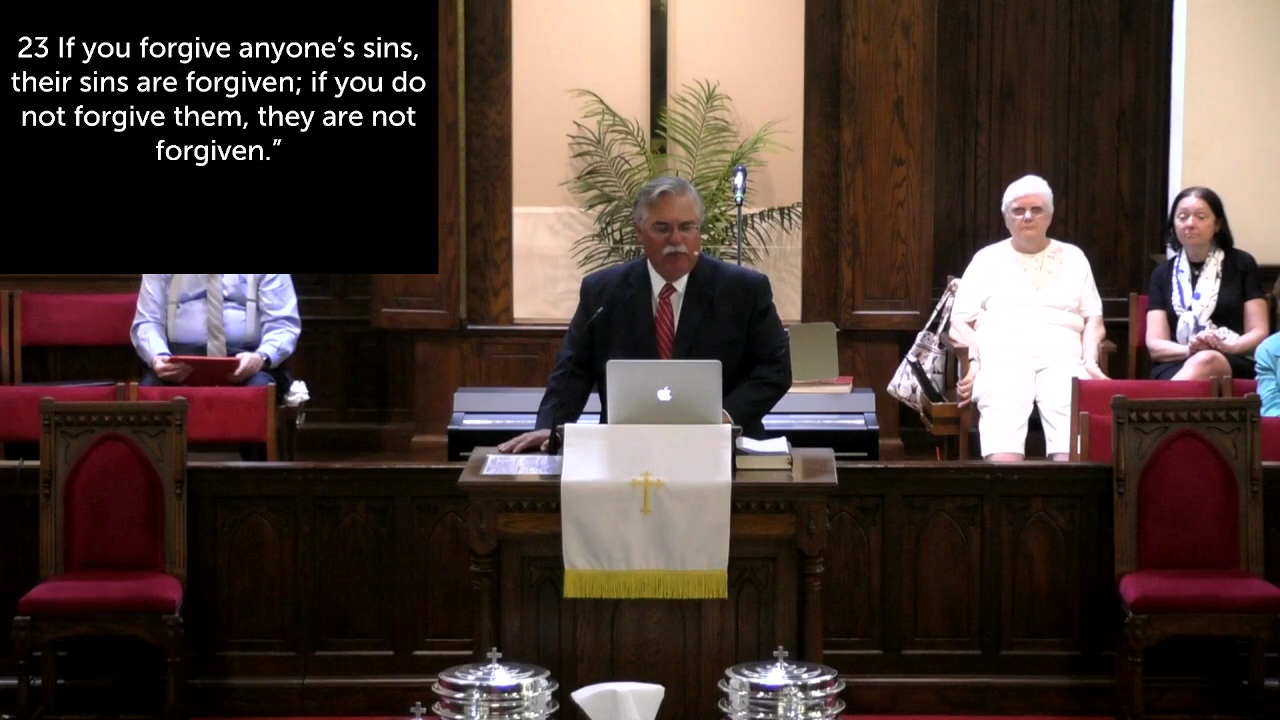 23 If you forgive anyone’s sins,
their sins are forgiven; if you do
not forgive them, they are not
forgiven.”